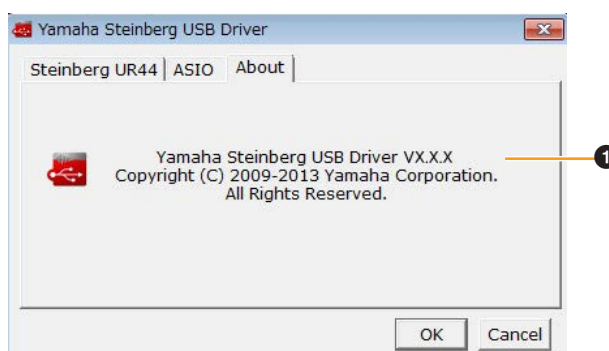 Yamaha Steinberg USB Driver
Steinberg UR44 ASIO About
Yamaha Steinberg USB Driver VX.X.X
Copyright (C) 2009-2013 Yamaha Corporation.
All Rights Reserved.
1
OK Cancel